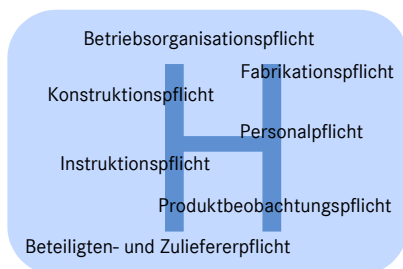 Betriebsorganisationspflicht
Fabrikationspflicht
Konstruktionspflicht
Personalpflicht
Instruktionspflicht
Produktbeobachtungspflicht
Beteiligten- und Zuliefererpflicht